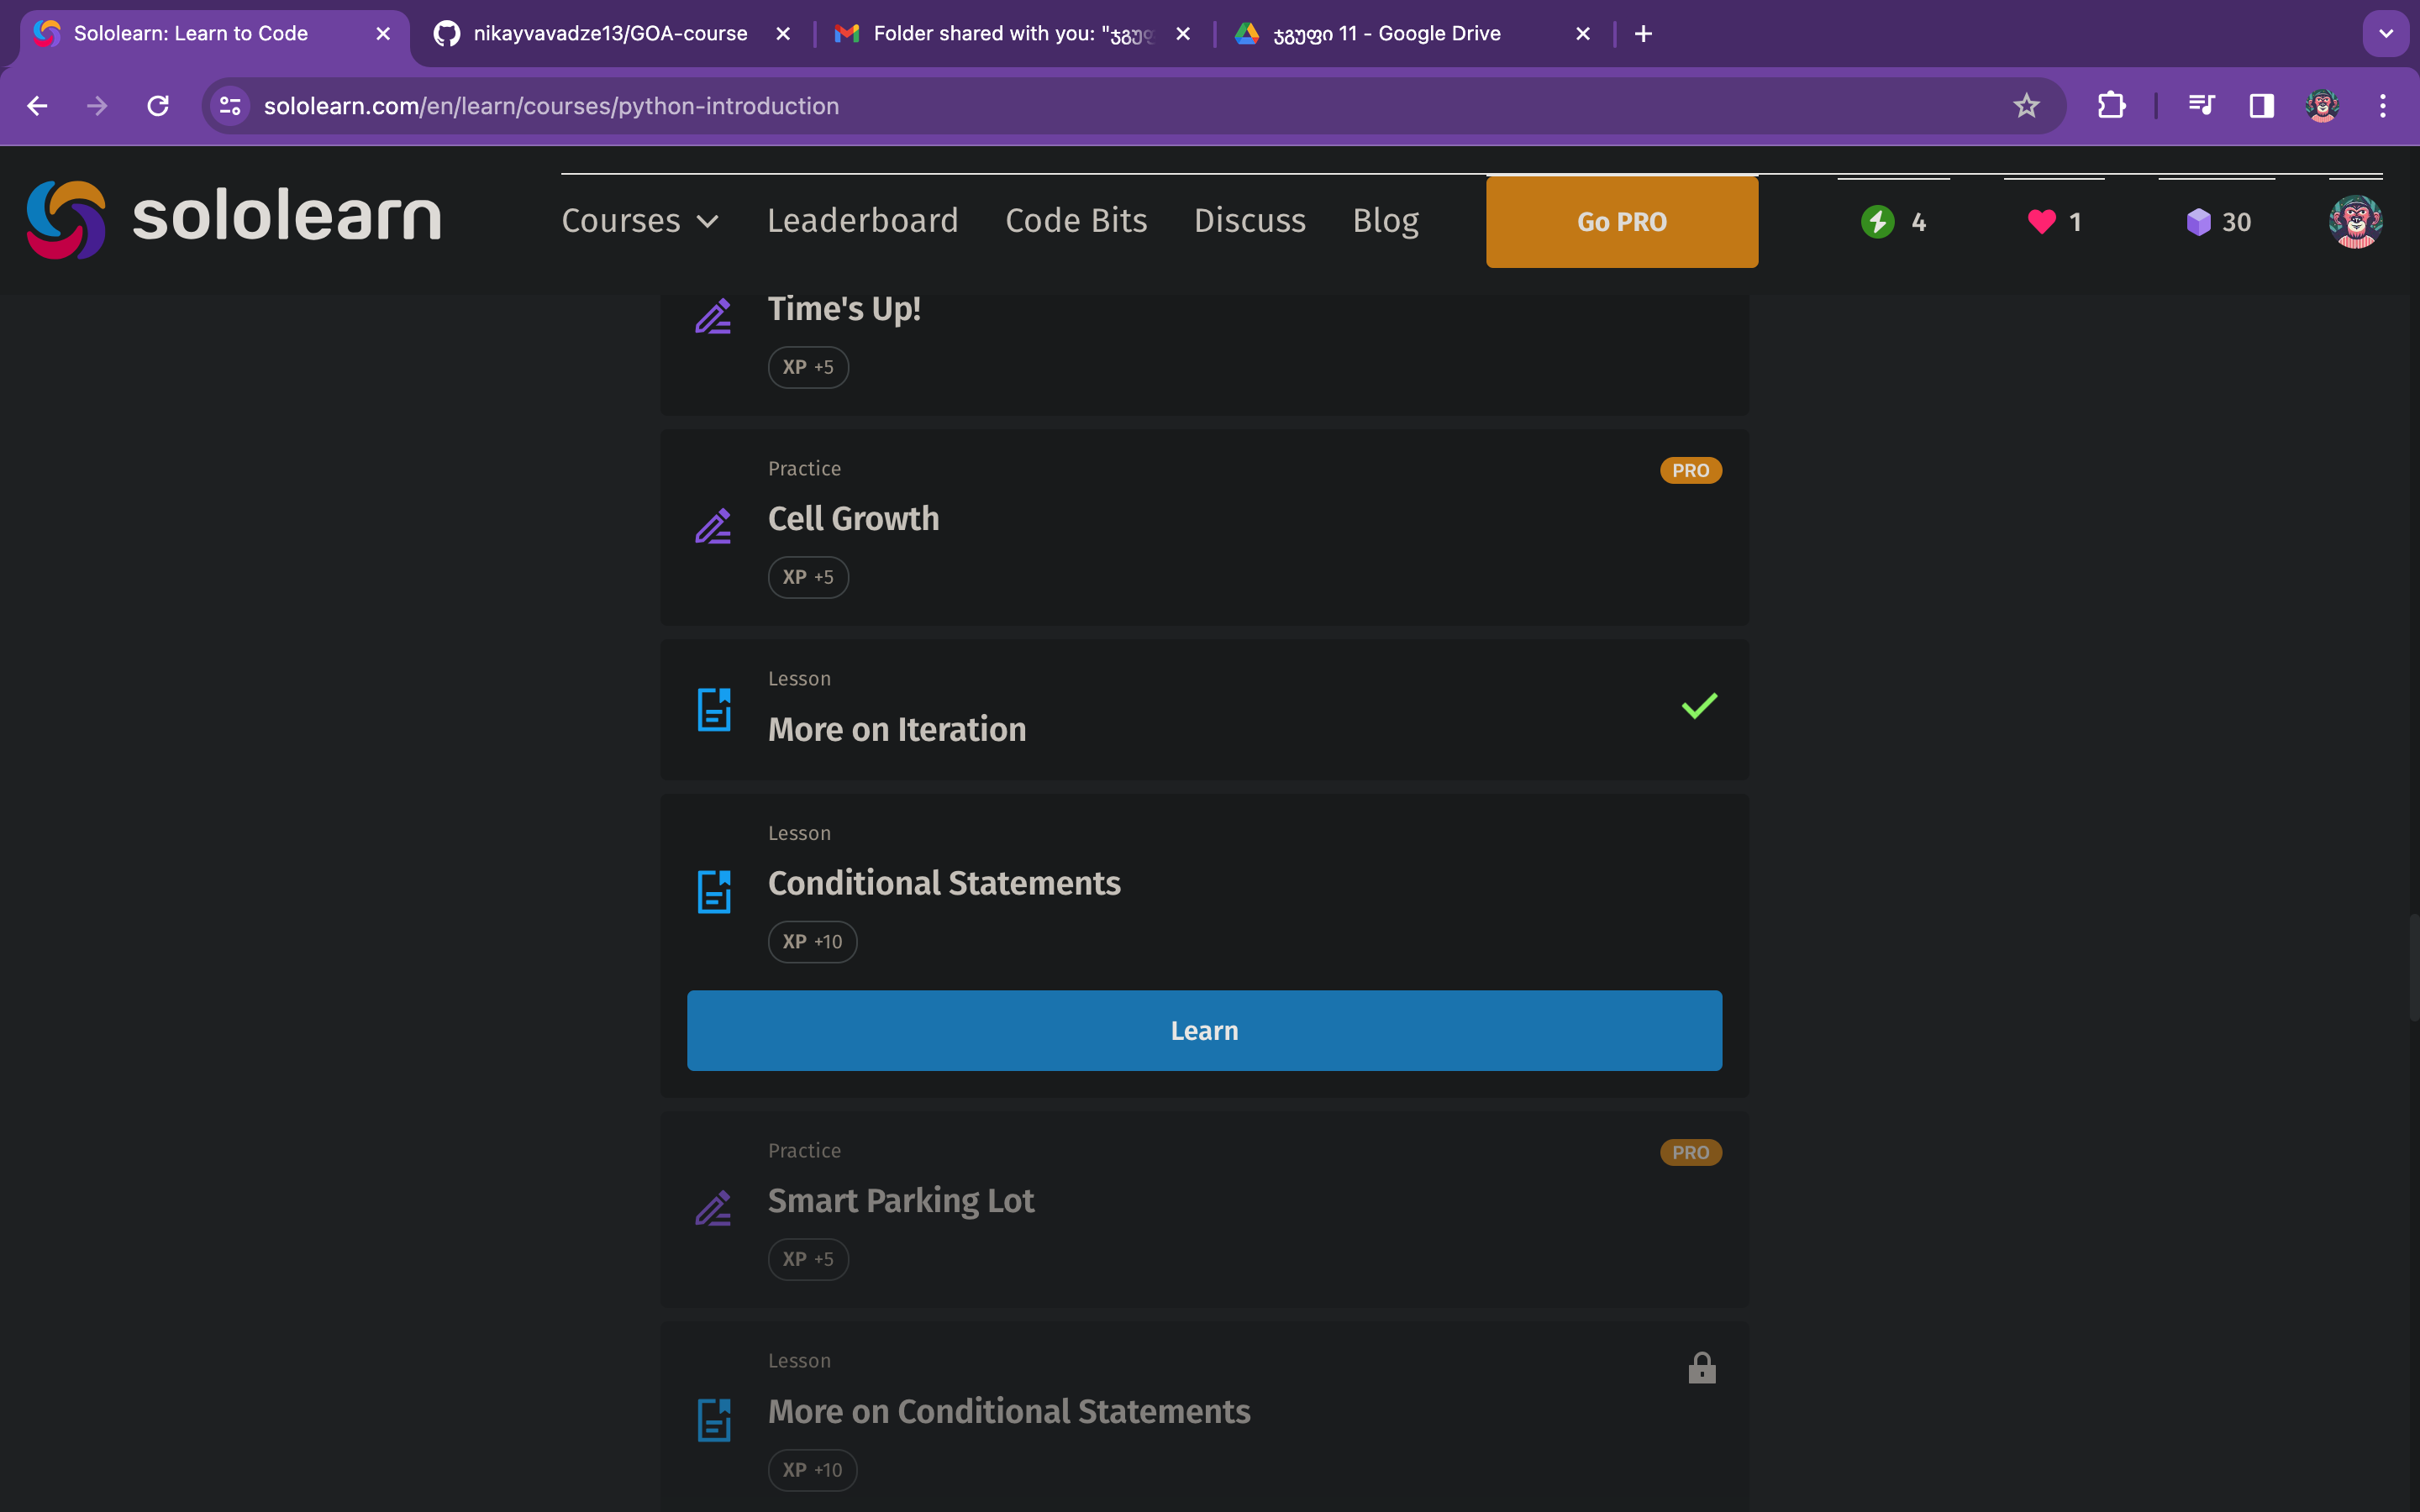 Sololearn: Learn to Code
nikayvavadze13/GOA-course
Folder shared with you: "ჯგუფ
ჯგუფი 11 - Google Drive
sololearn.com/en/learn/courses/python-introduction
sololearn
Courses
Leaderboard
Code Bits
Discuss
Blog
Go PRO
4
1
30
Time's Up!
XP +5
Practice
PRO
Cell Growth
XP +5
Lesson
More on Iteration
Lesson
Conditional Statements
XP +10
Learn
Practice
PRO
Smart Parking Lot
XP +5
Lesson
More on Conditional Statements
XP +10